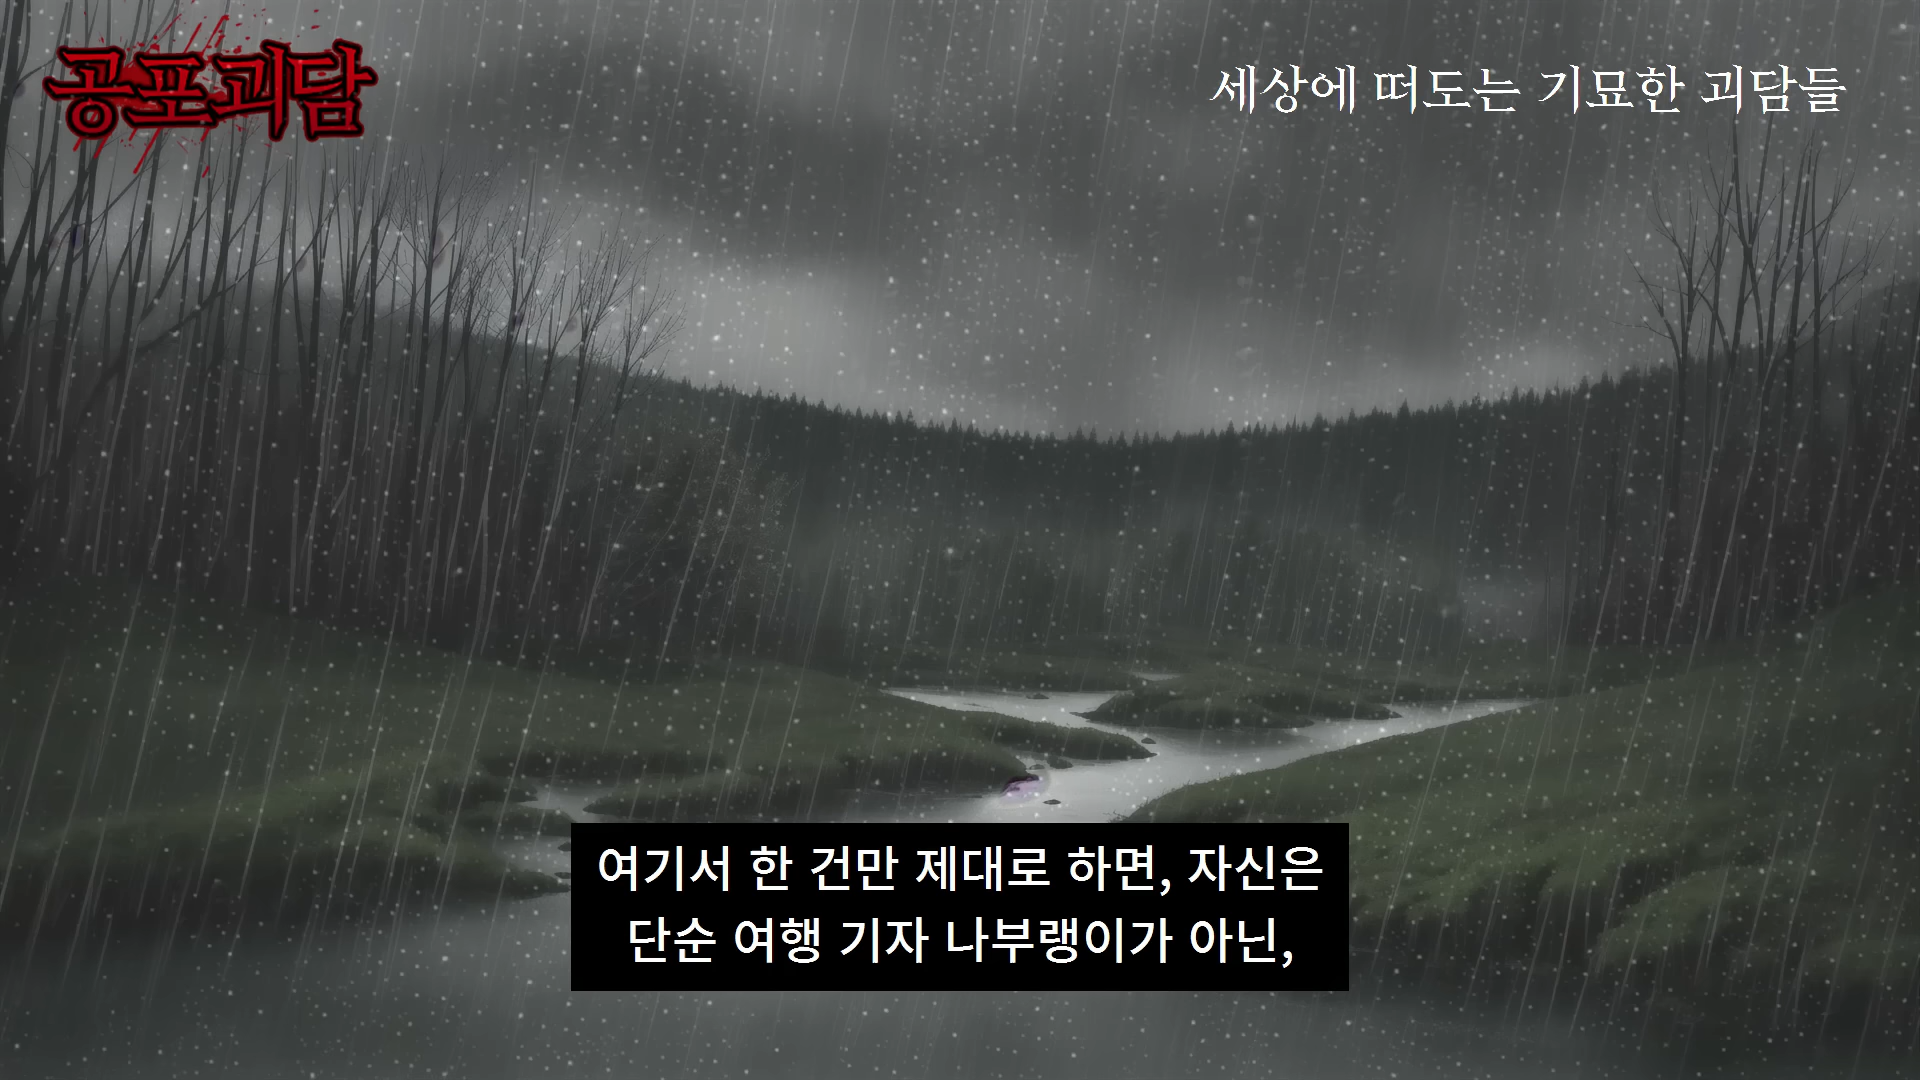 공포괴담
세상에 떠도는 기묘한 괴담들
여기서 한 건만 제대로 하면, 자신은
단순 여행 기자 나부랭이가 아닌,